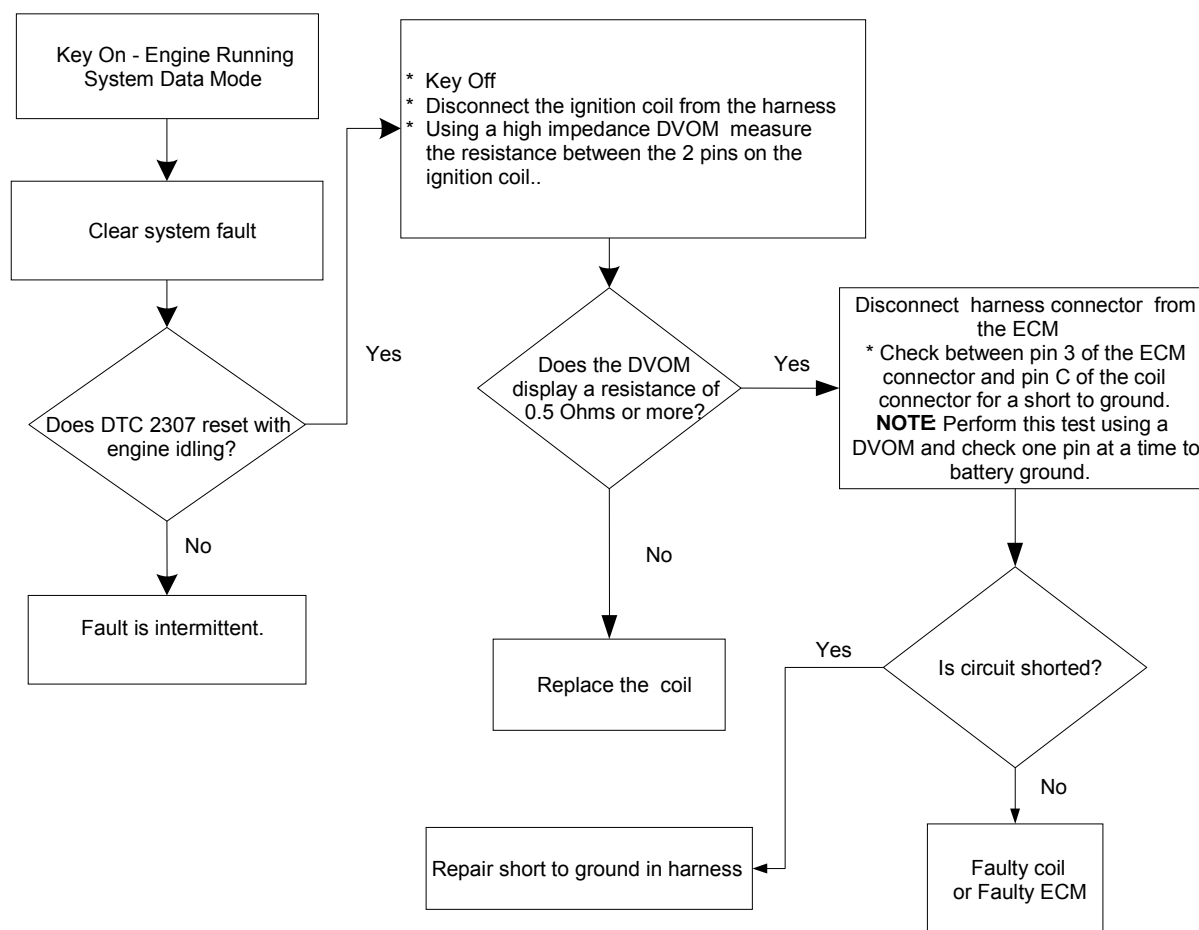 Key On - Engine Running
System Data Mode
Clear system fault
Does DTC 2307 reset with
engine idling?
Yes
No
Fault is intermittent.
* Key Off
* Disconnect the ignition coil from the harness
* Using a high impedance DVOM measure
the resistance between the 2 pins on the
ignition coil..
Does the DVOM
display a resistance of
0.5 Ohms or more?
Yes
No
Replace the coil
Disconnect harness connector from
the ECM
* Check between pin 3 of the ECM
connector and pin C of the coil
connector for a short to ground.
NOTE: Perform this test using a
DVOM and check one pin at a time to
battery ground.
Is circuit shorted?
Yes
No
Repair short to ground in harness
Faulty coil
or Faulty ECM